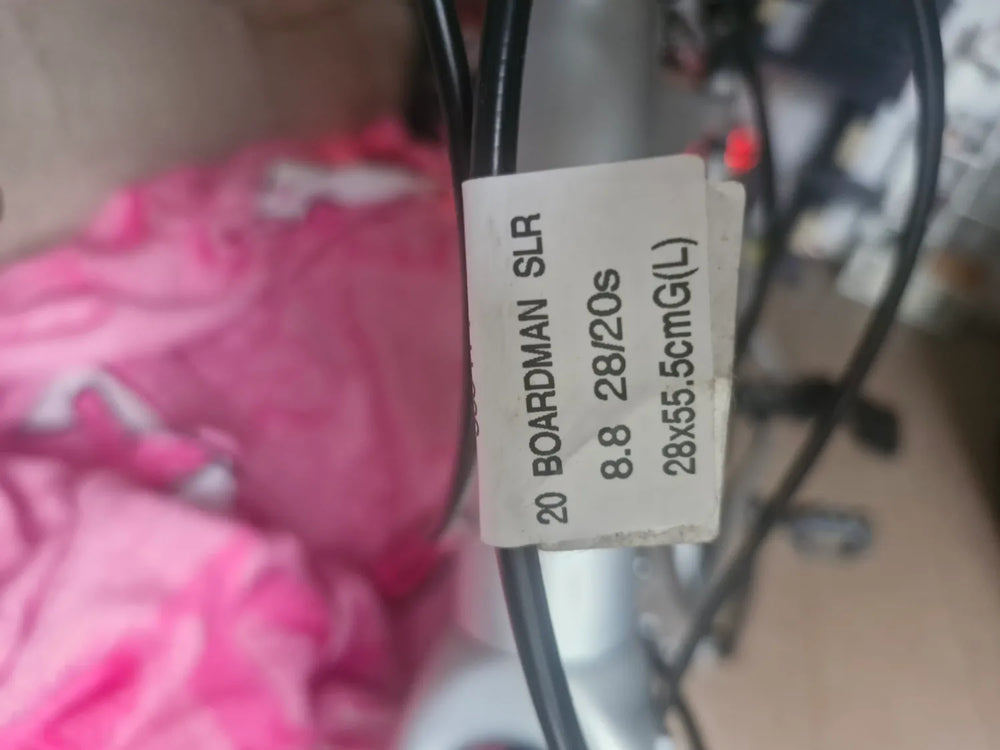 20 BOARDMAN SLR
8.8 28/20s
28x55.5cmG(L)